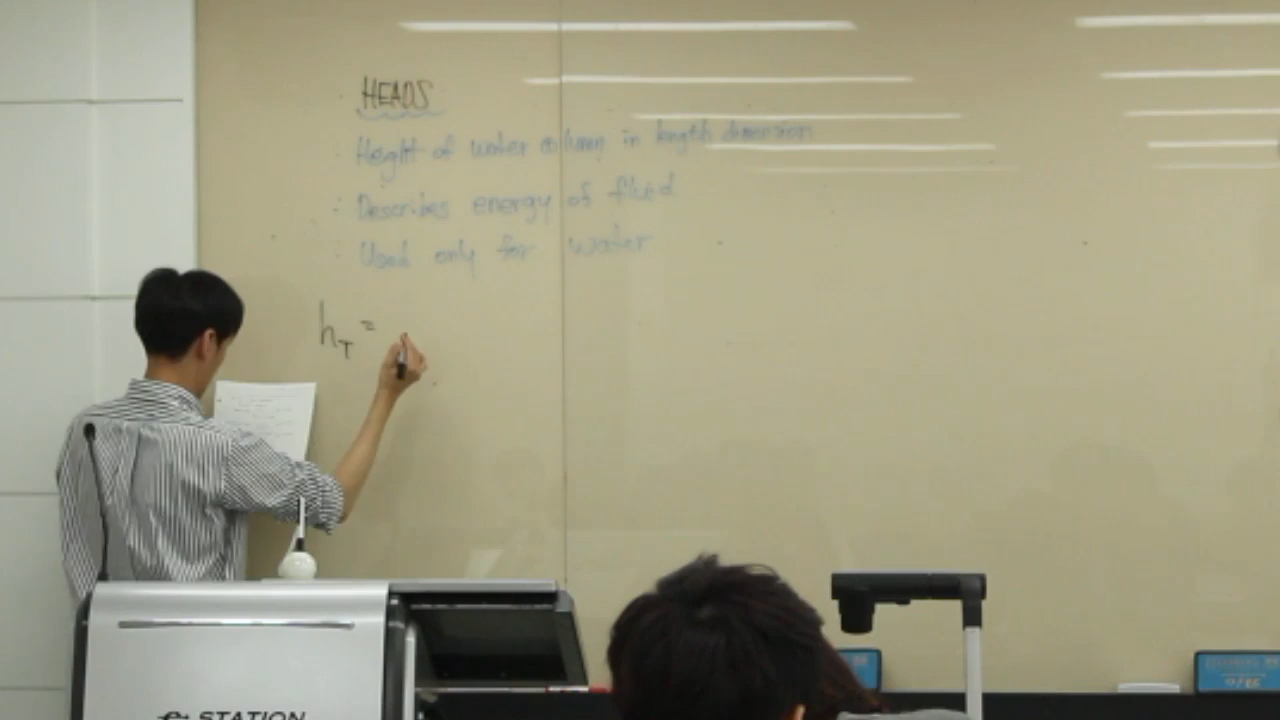 HEADS
Height of water column in length dimension
Describes energy of fluid
Used only for water
hT =
STATION